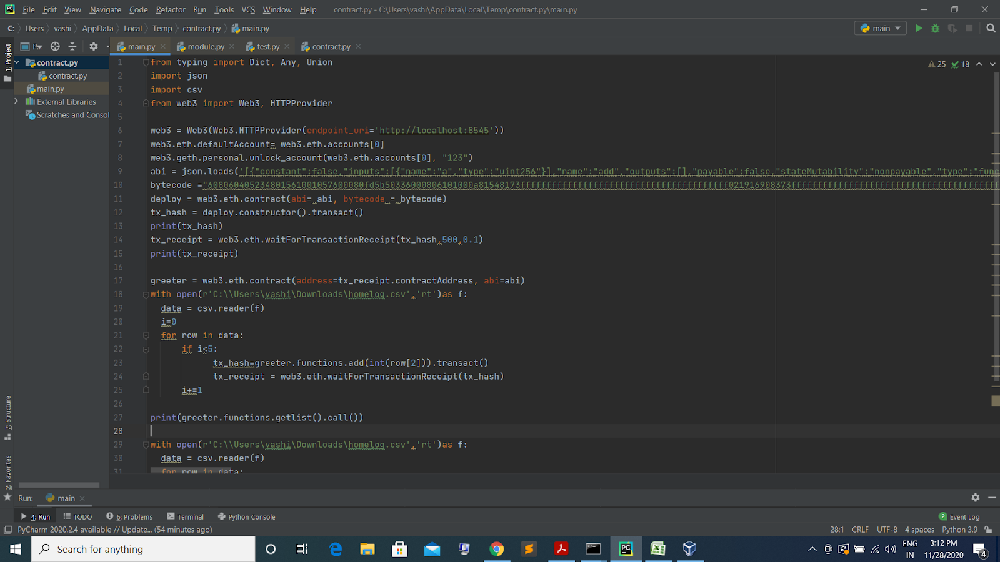 File Edit View Navigate Code Refactor Run Tools VCS Window Help contract.py - C:\Users\vashi\AppData\Local\Temp\contract.py\main.py
C: Users vashi AppData Local Temp contract.py main.py main
1: Project
P
main.py module.py test.py contract.py
contract.py
contract.py
main.py
External Libraries
Scratches and Consol
25 18
1 from typing import Dict, Any, Union
2 import json
3 import csv
4 from web3 import Web3, HTTPProvider
5
6 web3 = Web3(Web3.HTTPProvider(endpoint_uri='http://localhost:8545'))
7 web3.eth.defaultAccount= web3.eth.accounts[0]
8 web3.geth.personal.unlock_account(web3.eth.accounts[0], "123")
9 abi = json.loads('[{"constant":false,"inputs":[{"name":"a","type":"uint256"}],"name":"add","outputs":[],"payable":false,"stateMutability":"nonpayable","type":"func
10 bytecode =
11 deploy = web3.eth.contract(abi= abi, bytecode = bytecode)
12 tx_hash = deploy.constructor().transact()
13 print(tx_hash)
14 tx_receipt = web3.eth.waitForTransactionReceipt(tx_hash,500,0.1)
15 print(tx_receipt)
16
17 greeter = web3.eth.contract(address=tx_receipt.contractAddress, abi=abi)
18 with open(r'C:\\Users\vashi\Downloads\homelog.csv','rt')as f:
19 data = csv.reader(f)
20 i=0
21 for row in data:
22 if i<5:
23 tx_hash=greeter.functions.add(int(row[2])).transact()
24 tx_receipt = web3.eth.waitForTransactionReceipt(tx_hash)
25 i+=1
26
27 print(greeter.functions.getlist().call())
28
29 with open(r'C:\\Users\vashi\Downloads\homelog.csv','rt')as f:
30 data = csv.reader(f)
31 for row in data:
7: Structure
2: Favorites
Run: main
4: Run TODO 6: Problems Terminal Python Console 2 Event Log
PyCharm 2020.2.4 available // Update... (54 minutes ago) 28:1 CRLF UTF-8 4 spaces Python 3.9
Search for anything
ENG
IN
3:12 PM
11/28/2020
4